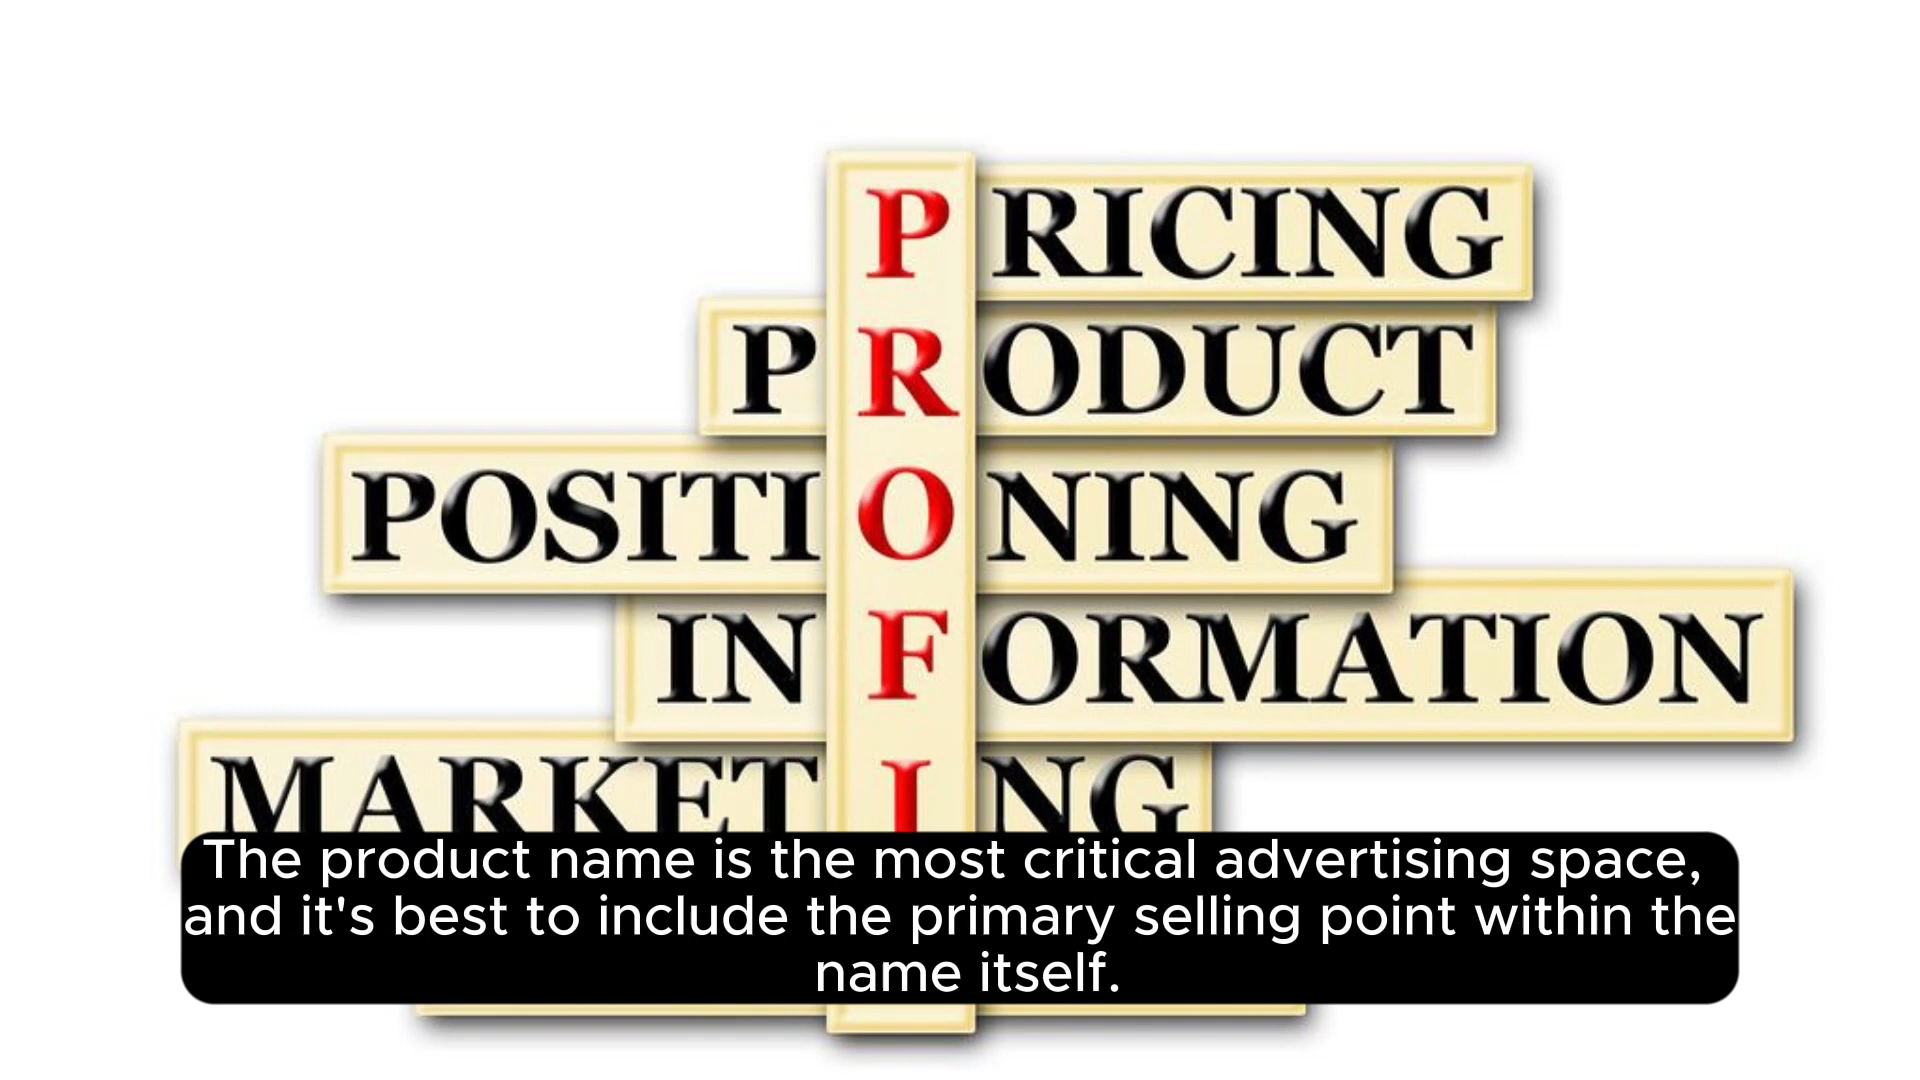 PRICING
PRODUCT
POSITIONING
INFORMATION
MARKETING
The product name is the most critical advertising space,
and it's best to include the primary selling point within the
name itself.